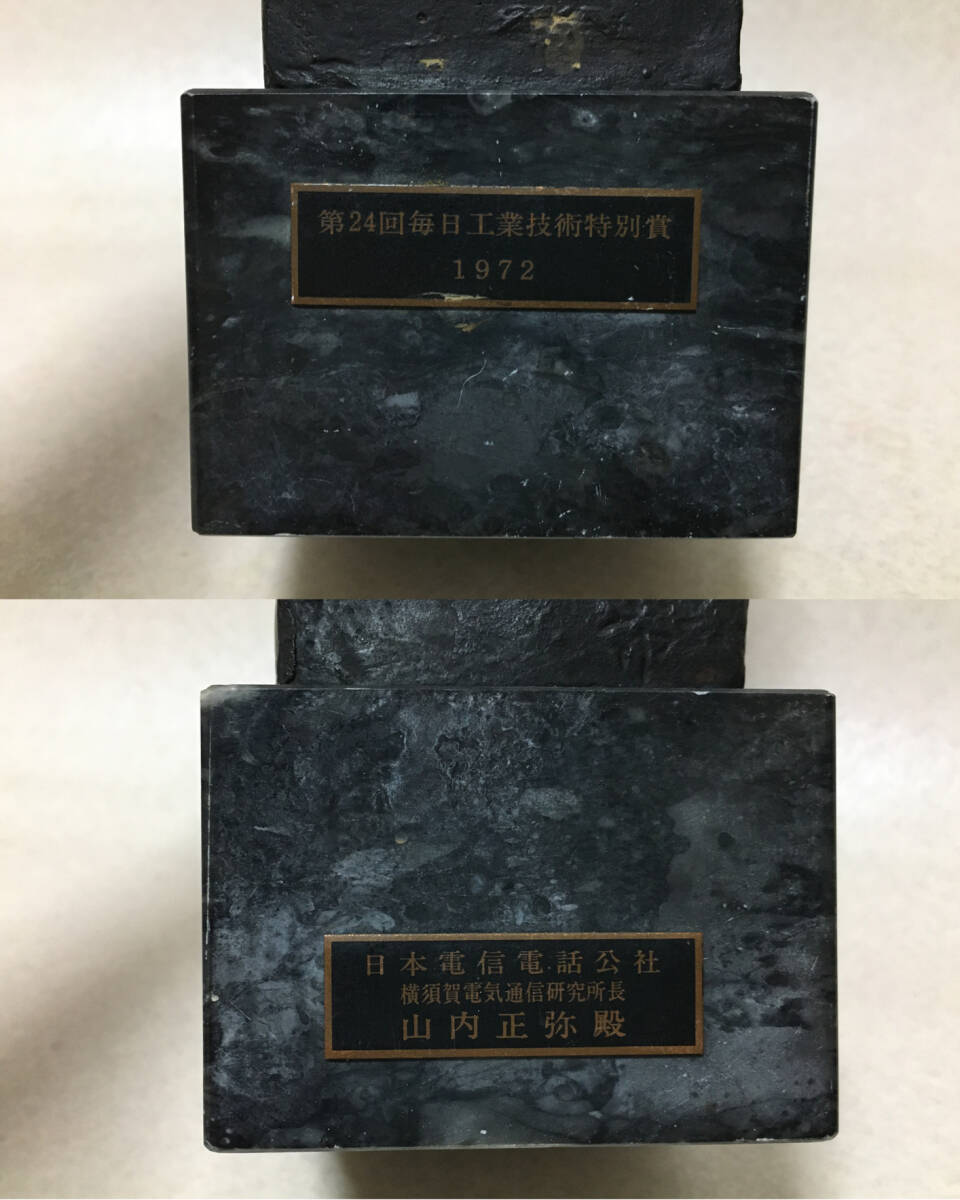 第24回毎日工業技術特別賞
1972
日本電信電話公社
横須賀電気通信研究所長
山内正弥殿